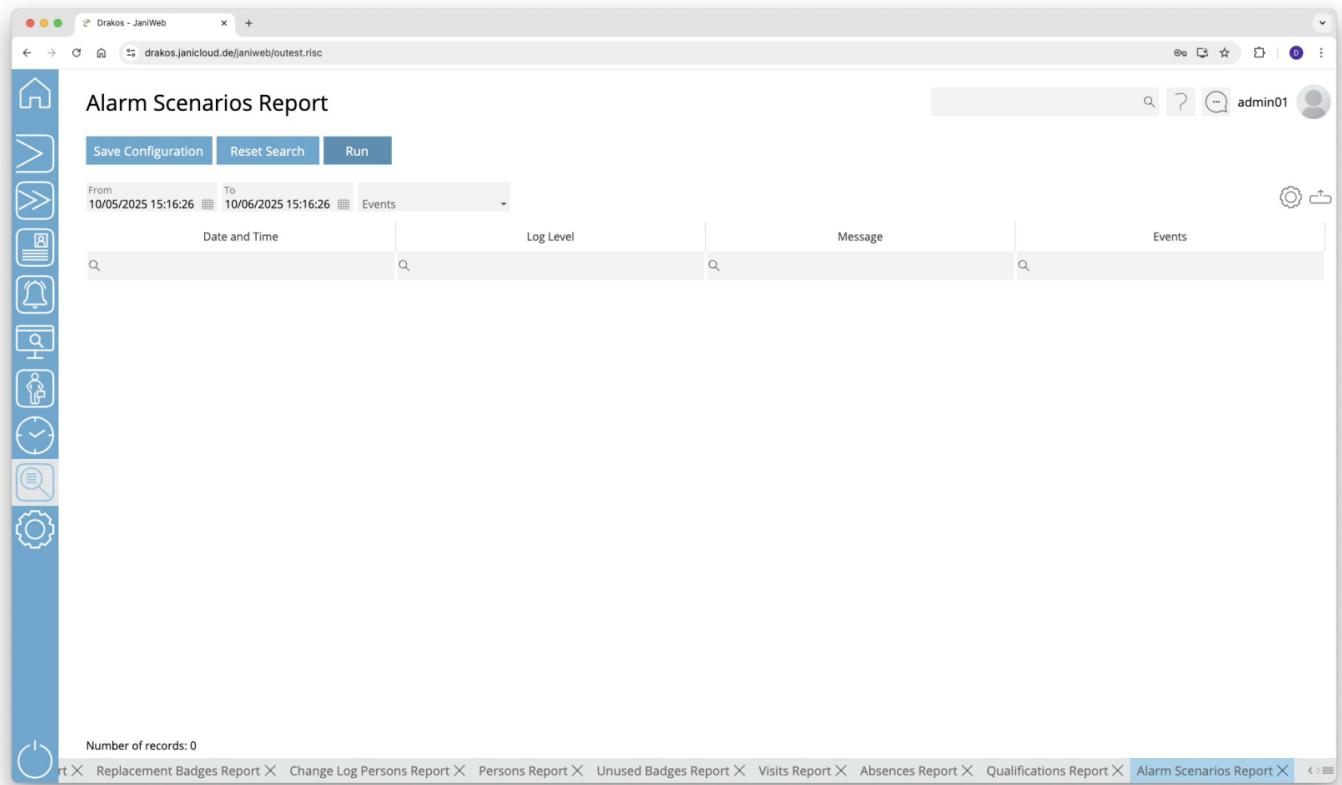 Drakos - JaniWeb
drakos.janicloud.de/janiweb/outest.risc
D
Alarm Scenarios Report
?
admin01
Save Configuration Reset Search Run
From To
10/05/2025 15:16:26 10/06/2025 15:16:26 Events
Date and Time Log Level Message Events
Number of records: 0
rt Replacement Badges Report Change Log Persons Report Persons Report Unused Badges Report Visits Report Absences Report Qualifications Report Alarm Scenarios Report